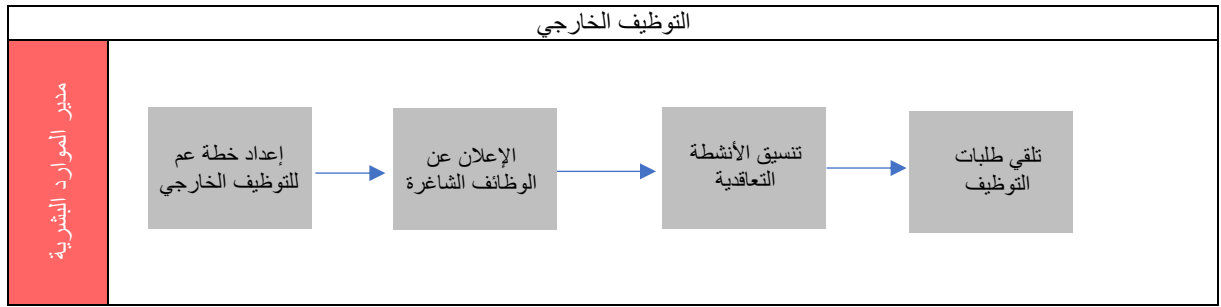 التوظيف الخارجي
مدير الموارد البشرية
إعداد خطة عم
للتوظيف الخارجي
الإعلان عن
الوظائف الشاغرة
تنسيق الأنشطة
التعاقدية
تلقي طلبات
التوظيف